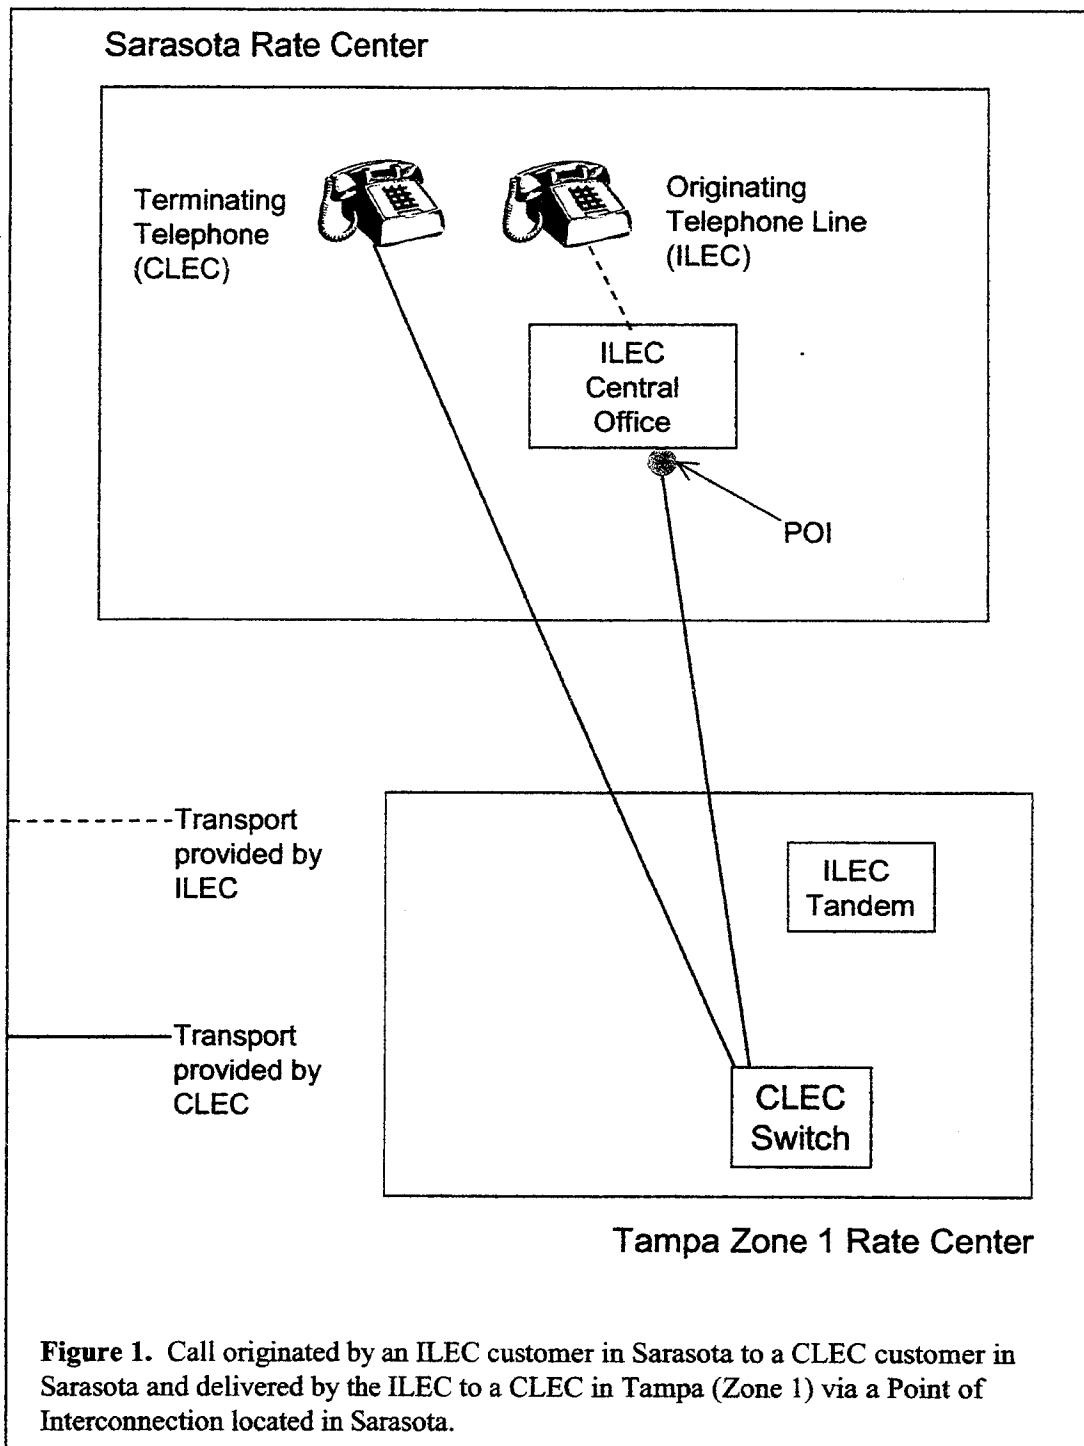 Sarasota Rate Center
Terminating
Telephone
(CLEC)
Originating
Telephone Line
(ILEC)
ILEC
Central
Office
POI
Transport
provided by
ILEC
ILEC
Tandem
Transport
provided by
CLEC
CLEC
Switch
Tampa Zone 1 Rate Center
Figure 1. Call originated by an ILEC customer in Sarasota to a CLEC customer in
Sarasota and delivered by the ILEC to a CLEC in Tampa (Zone 1) via a Point of
Interconnection located in Sarasota.